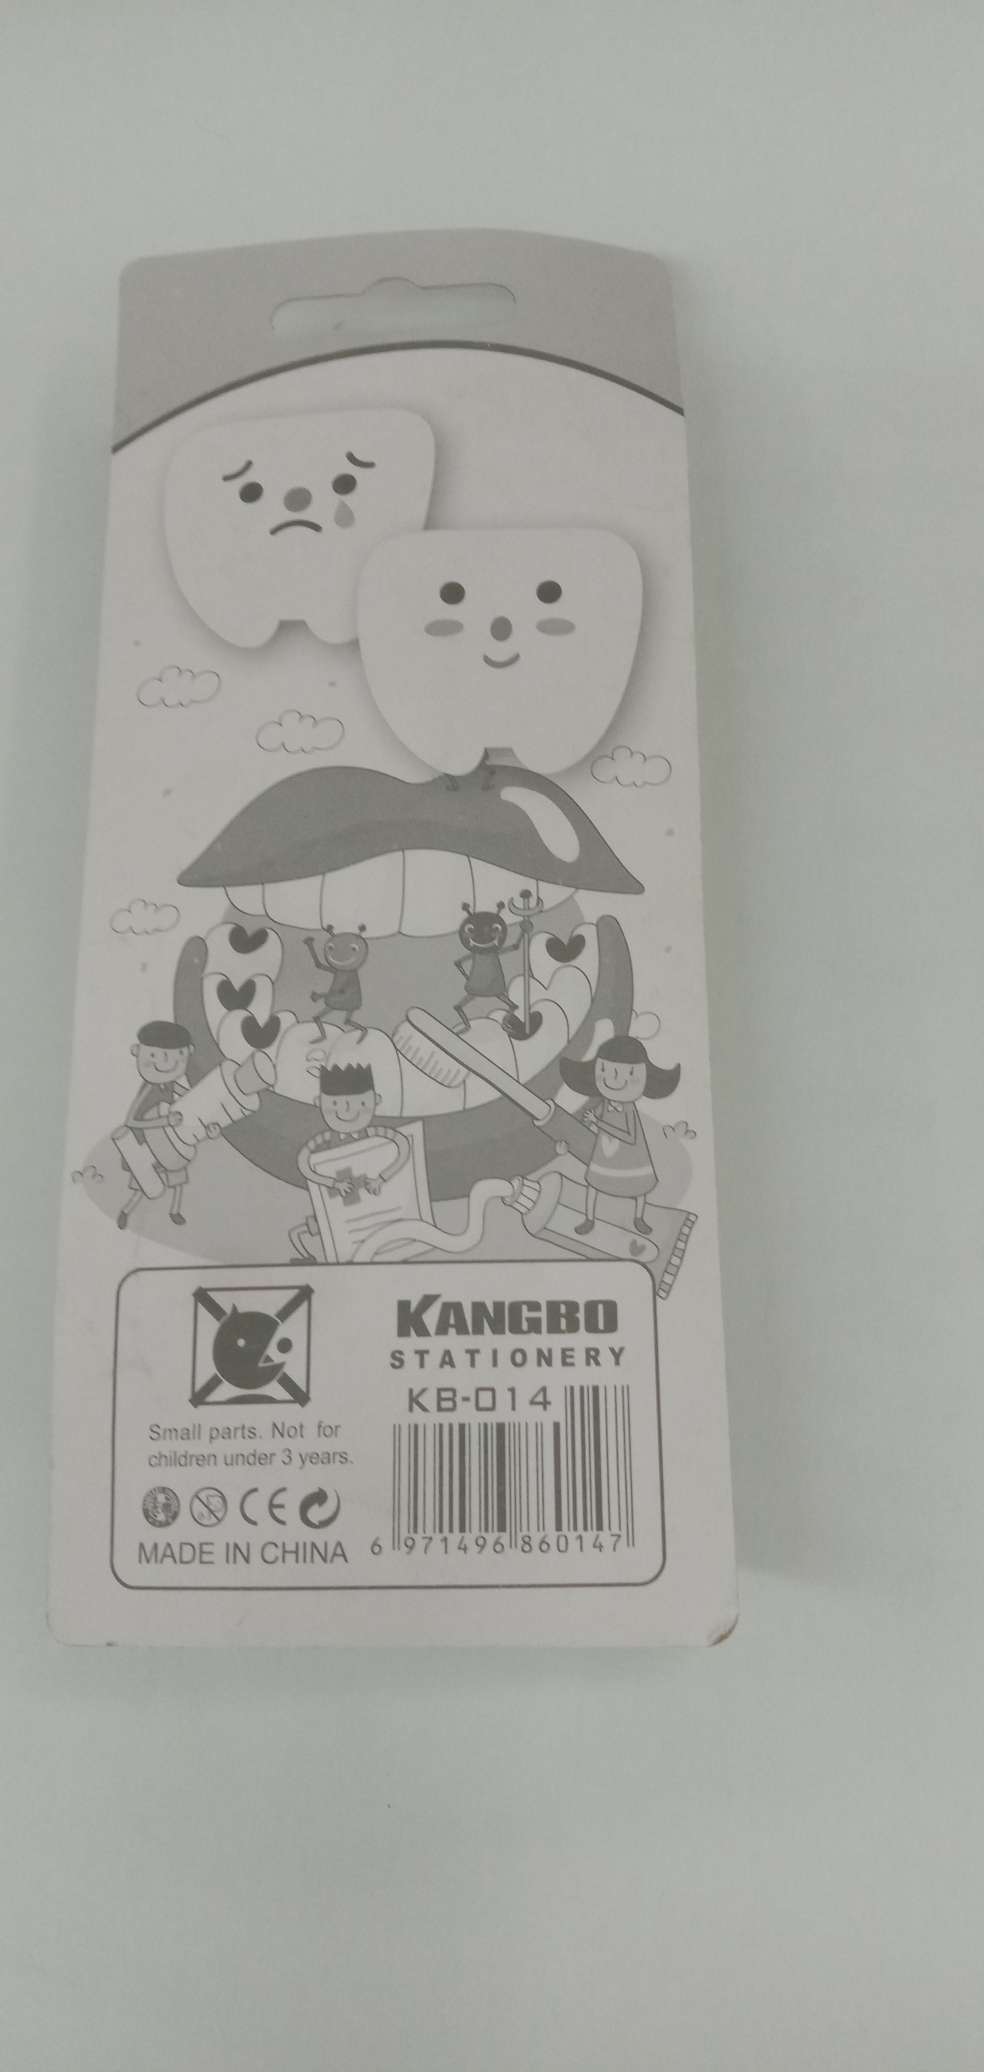 KANGBO
STATIONERY
KB-014
Small parts. Not for
children under 3 years.
CE
MADE IN CHINA
6 971496 860147